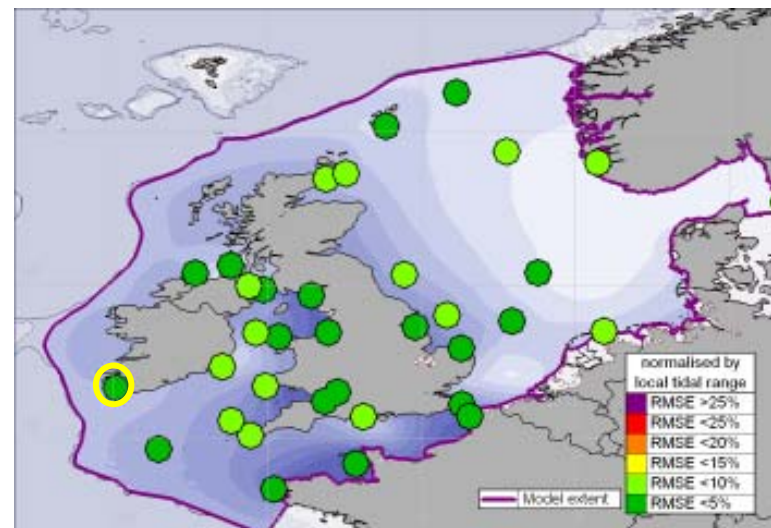 normalised by
local tidal range
RMSE >25%
RMSE <25%
RMSE <20%
RMSE <15%
RMSE <10%
RMSE <5%
Model extent